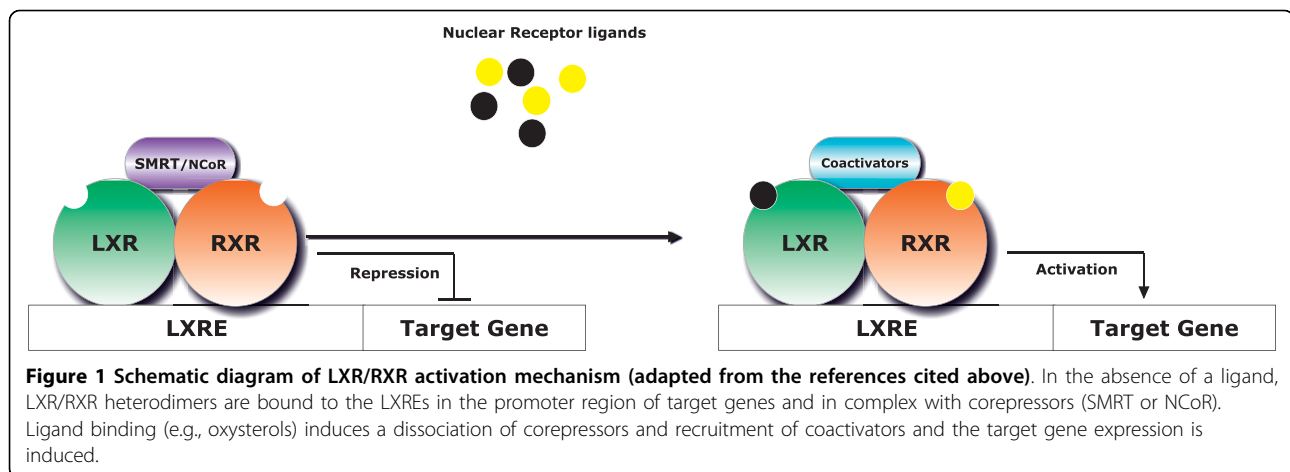 Nuclear Receptor ligands
SMRT/NCoR
LXR
RXR
Repression
LXRE
Target Gene
Coactivators
LXR
RXR
Activation
LXRE
Target Gene
Figure 1 Schematic diagram of LXR/RXR activation mechanism (adapted from the references cited above). In the absence of a ligand,
LXR/RXR heterodimers are bound to the LXREs in the promoter region of target genes and in complex with corepressors (SMRT or NCoR).
Ligand binding (e.g., oxysterols) induces a dissociation of corepressors and recruitment of coactivators and the target gene expression is
induced.